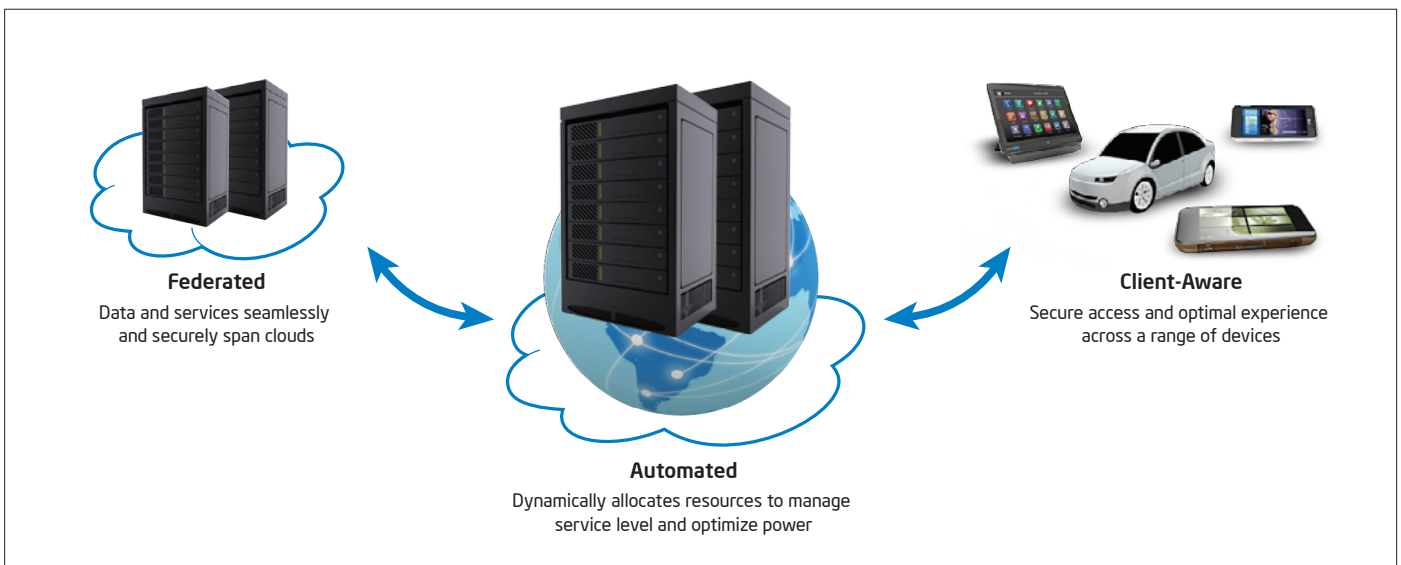 Federated
Data and services seamlessly
and securely span clouds
Automated
Dynamically allocates resources to manage
service level and optimize power
Client-Aware
Secure access and optimal experience
across a range of devices